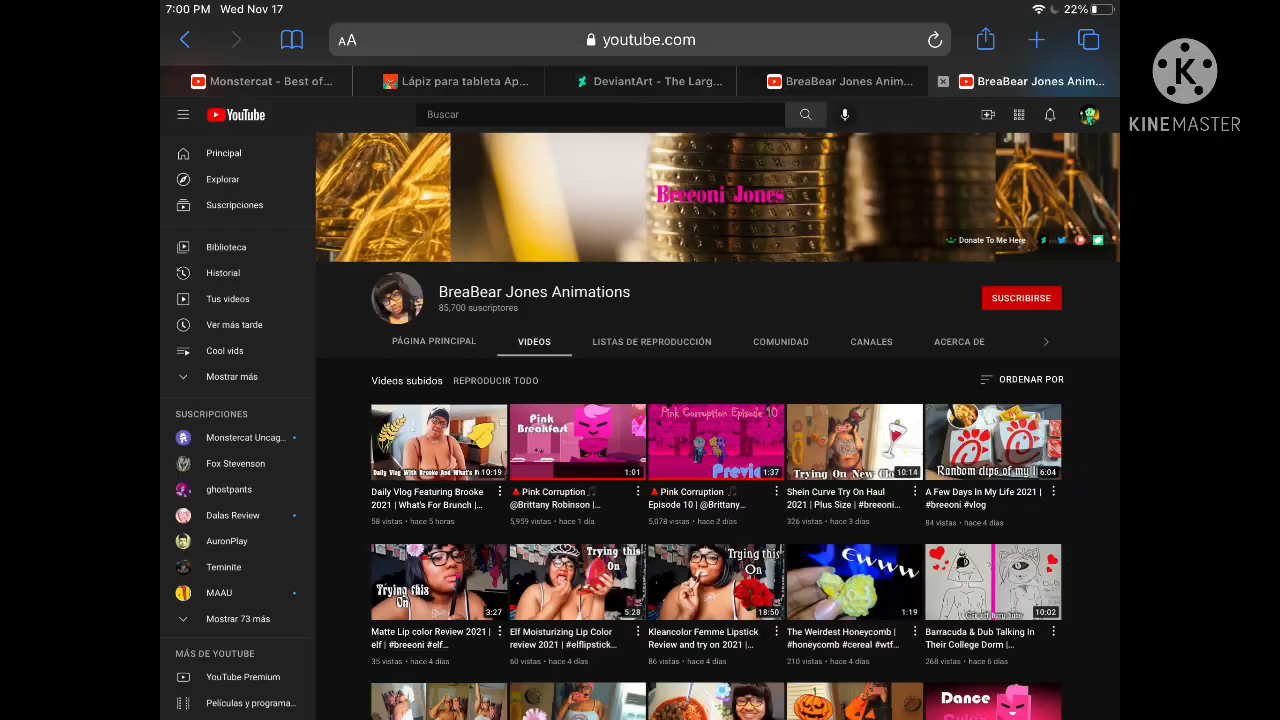 7:00 PM Wed Nov 17
22%
AA
youtube.com
Monstercat - Best of...
Lápiz para tableta Ap...
DeviantArt - The Larg...
BreaBear Jones Anim...
BreaBear Jones Anim...
K
KINEMASTER
YouTube
Buscar
Principal
Explorar
Suscripciones
Biblioteca
Historial
Tus videos
Ver más tarde
Cool vids
Mostrar más
SUSCRIPCIONES
Monstercat Uncag...
Fox Stevenson
ghostpants
Dalas Review
AuronPlay
Teminite
MAAU
Mostrar 73 más
MÁS DE YOUTUBE
YouTube Premium
Películas y programa...
Breeoni Jones
Donate To Me Here
BreaBear Jones Animations
85,700 suscriptores
SUSCRIBIRSE
PÁGINA PRINCIPAL
VIDEOS
LISTAS DE REPRODUCCIÓN
COMUNIDAD
CANALES
ACERCA DE
Videos subidos
REPRODUCIR TODO
ORDENAR POR
Daily Vlog With Brooke And What's
10:19
Daily Vlog Featuring Brooke
2021 | What's For Brunch |...
58 vistas • hace 5 horas
Pink
Breakfast
1:01
Pink Corruption
@Brittany Robinson |...
5,959 vistas • hace 1 día
Pink Corruption Episode 10
1:37
Pink Corruption
Episode 10 | @Brittany...
5,078 vistas • hace 2 días
Trying On New Clo
10:14
Shein Curve Try On Haul
2021 | Plus Size | #breeoni...
326 vistas • hace 3 días
Random clips of my l
6:04
A Few Days In My Life 2021 |
#breeoni #vlog
84 vistas • hace 4 días
Trying this
On
3:27
Matte Lip color Review 2021 |
elf | #breeoni #elf...
35 vistas • hace 4 días
Trying this
On
5:28
Elf Moisturizing Lip Color
review 2021 | #elflipstick...
60 vistas • hace 4 días
Trying this
On
18:50
Kleancolor Femme Lipstick
Review and try on 2021 |...
86 vistas • hace 4 días
Ewww
1:19
The Weirdest Honeycomb |
#honeycomb #cereal #wtf...
210 vistas • hace 4 días
10:02
Barracuda & Dub Talking In
Their College Dorm |...
268 vistas • hace 6 días
Dance